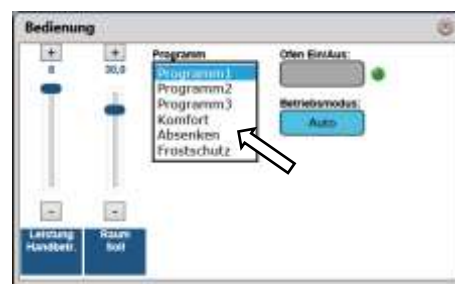 Bedienung
+
+
Programm
Ofen Ein/Aus:
8
30,0
Programm1
Programm2
Programm3
Komfort
Absenken
Frostschutz
Betriebsmodus:
Auto
-
-
Leistung
Handbetr.
Raum
Soll